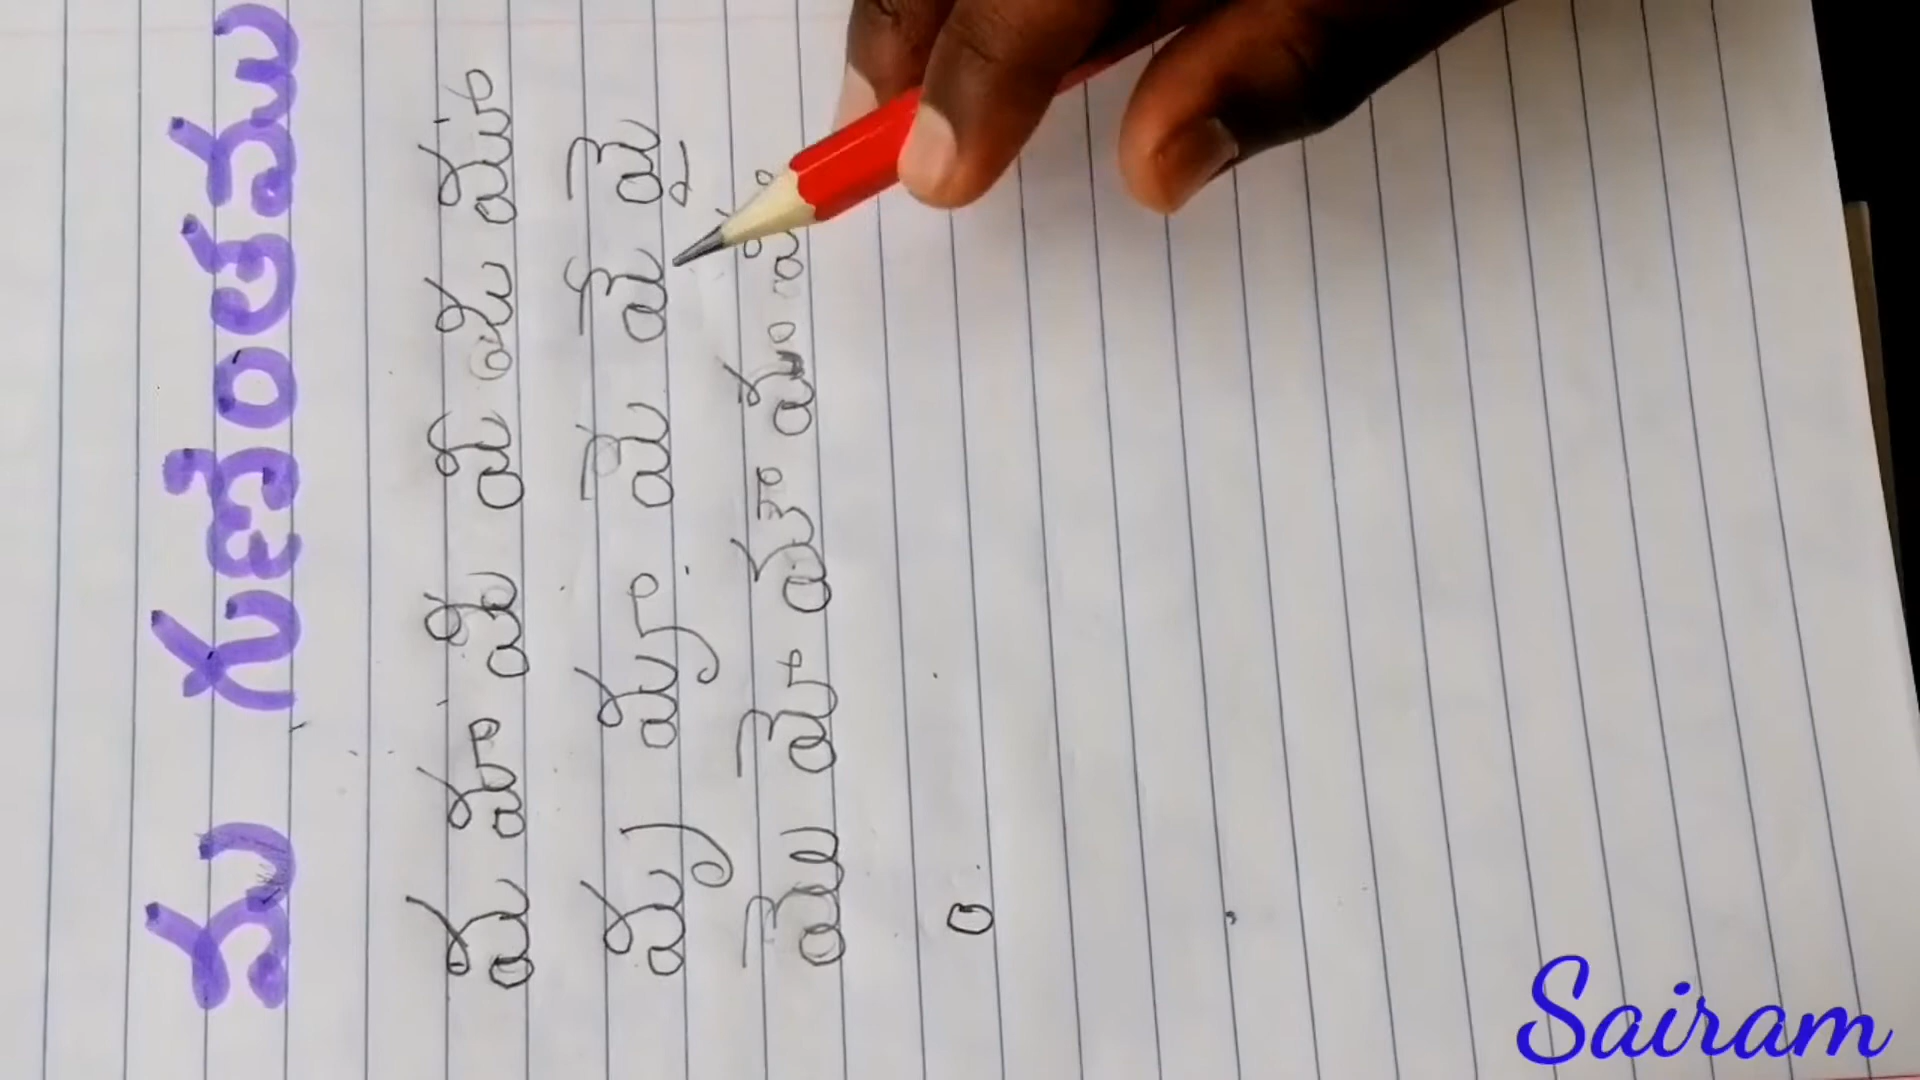 మ గుణింతము
మ మా మి మీ ము మూ
మృ మౄ మె మే మై
మొ మో మౌ మం మః
ం
Sairam